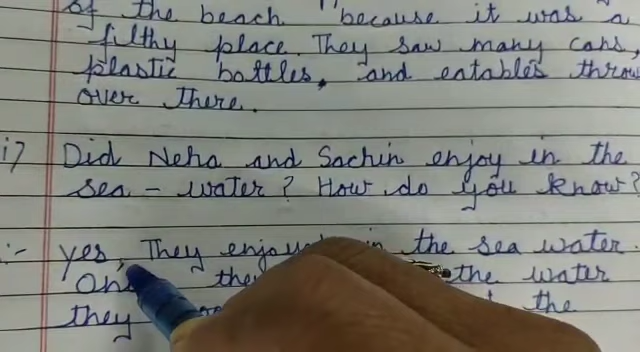 of the beach because it was a
filthy place. They saw many cans,
plastic bottles, and eatables throw
over there.
i) Did Neha and Sachin enjoy in the
sea - water? How do you know?
:- yes, They enjoy in the sea water.
the water
they the